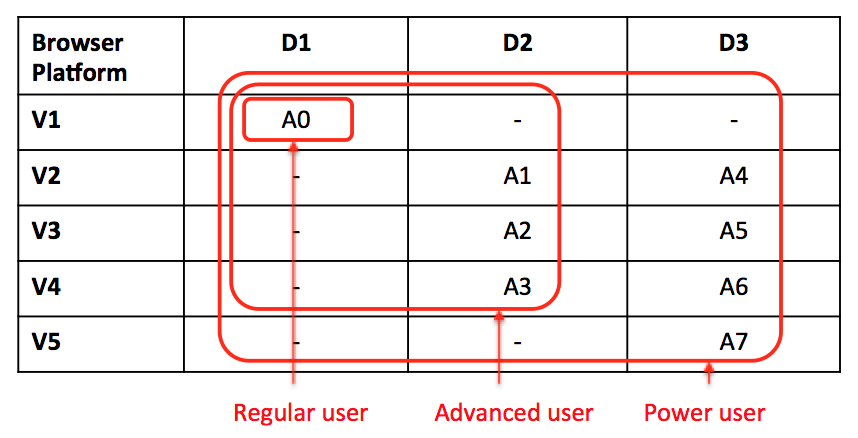 Browser D1 D2 D3
Platform
V1 A0 - -
V2 - A1 A4
V3 - A2 A5
V4 - A3 A6
V5 - - A7
Regular user Advanced user Power user